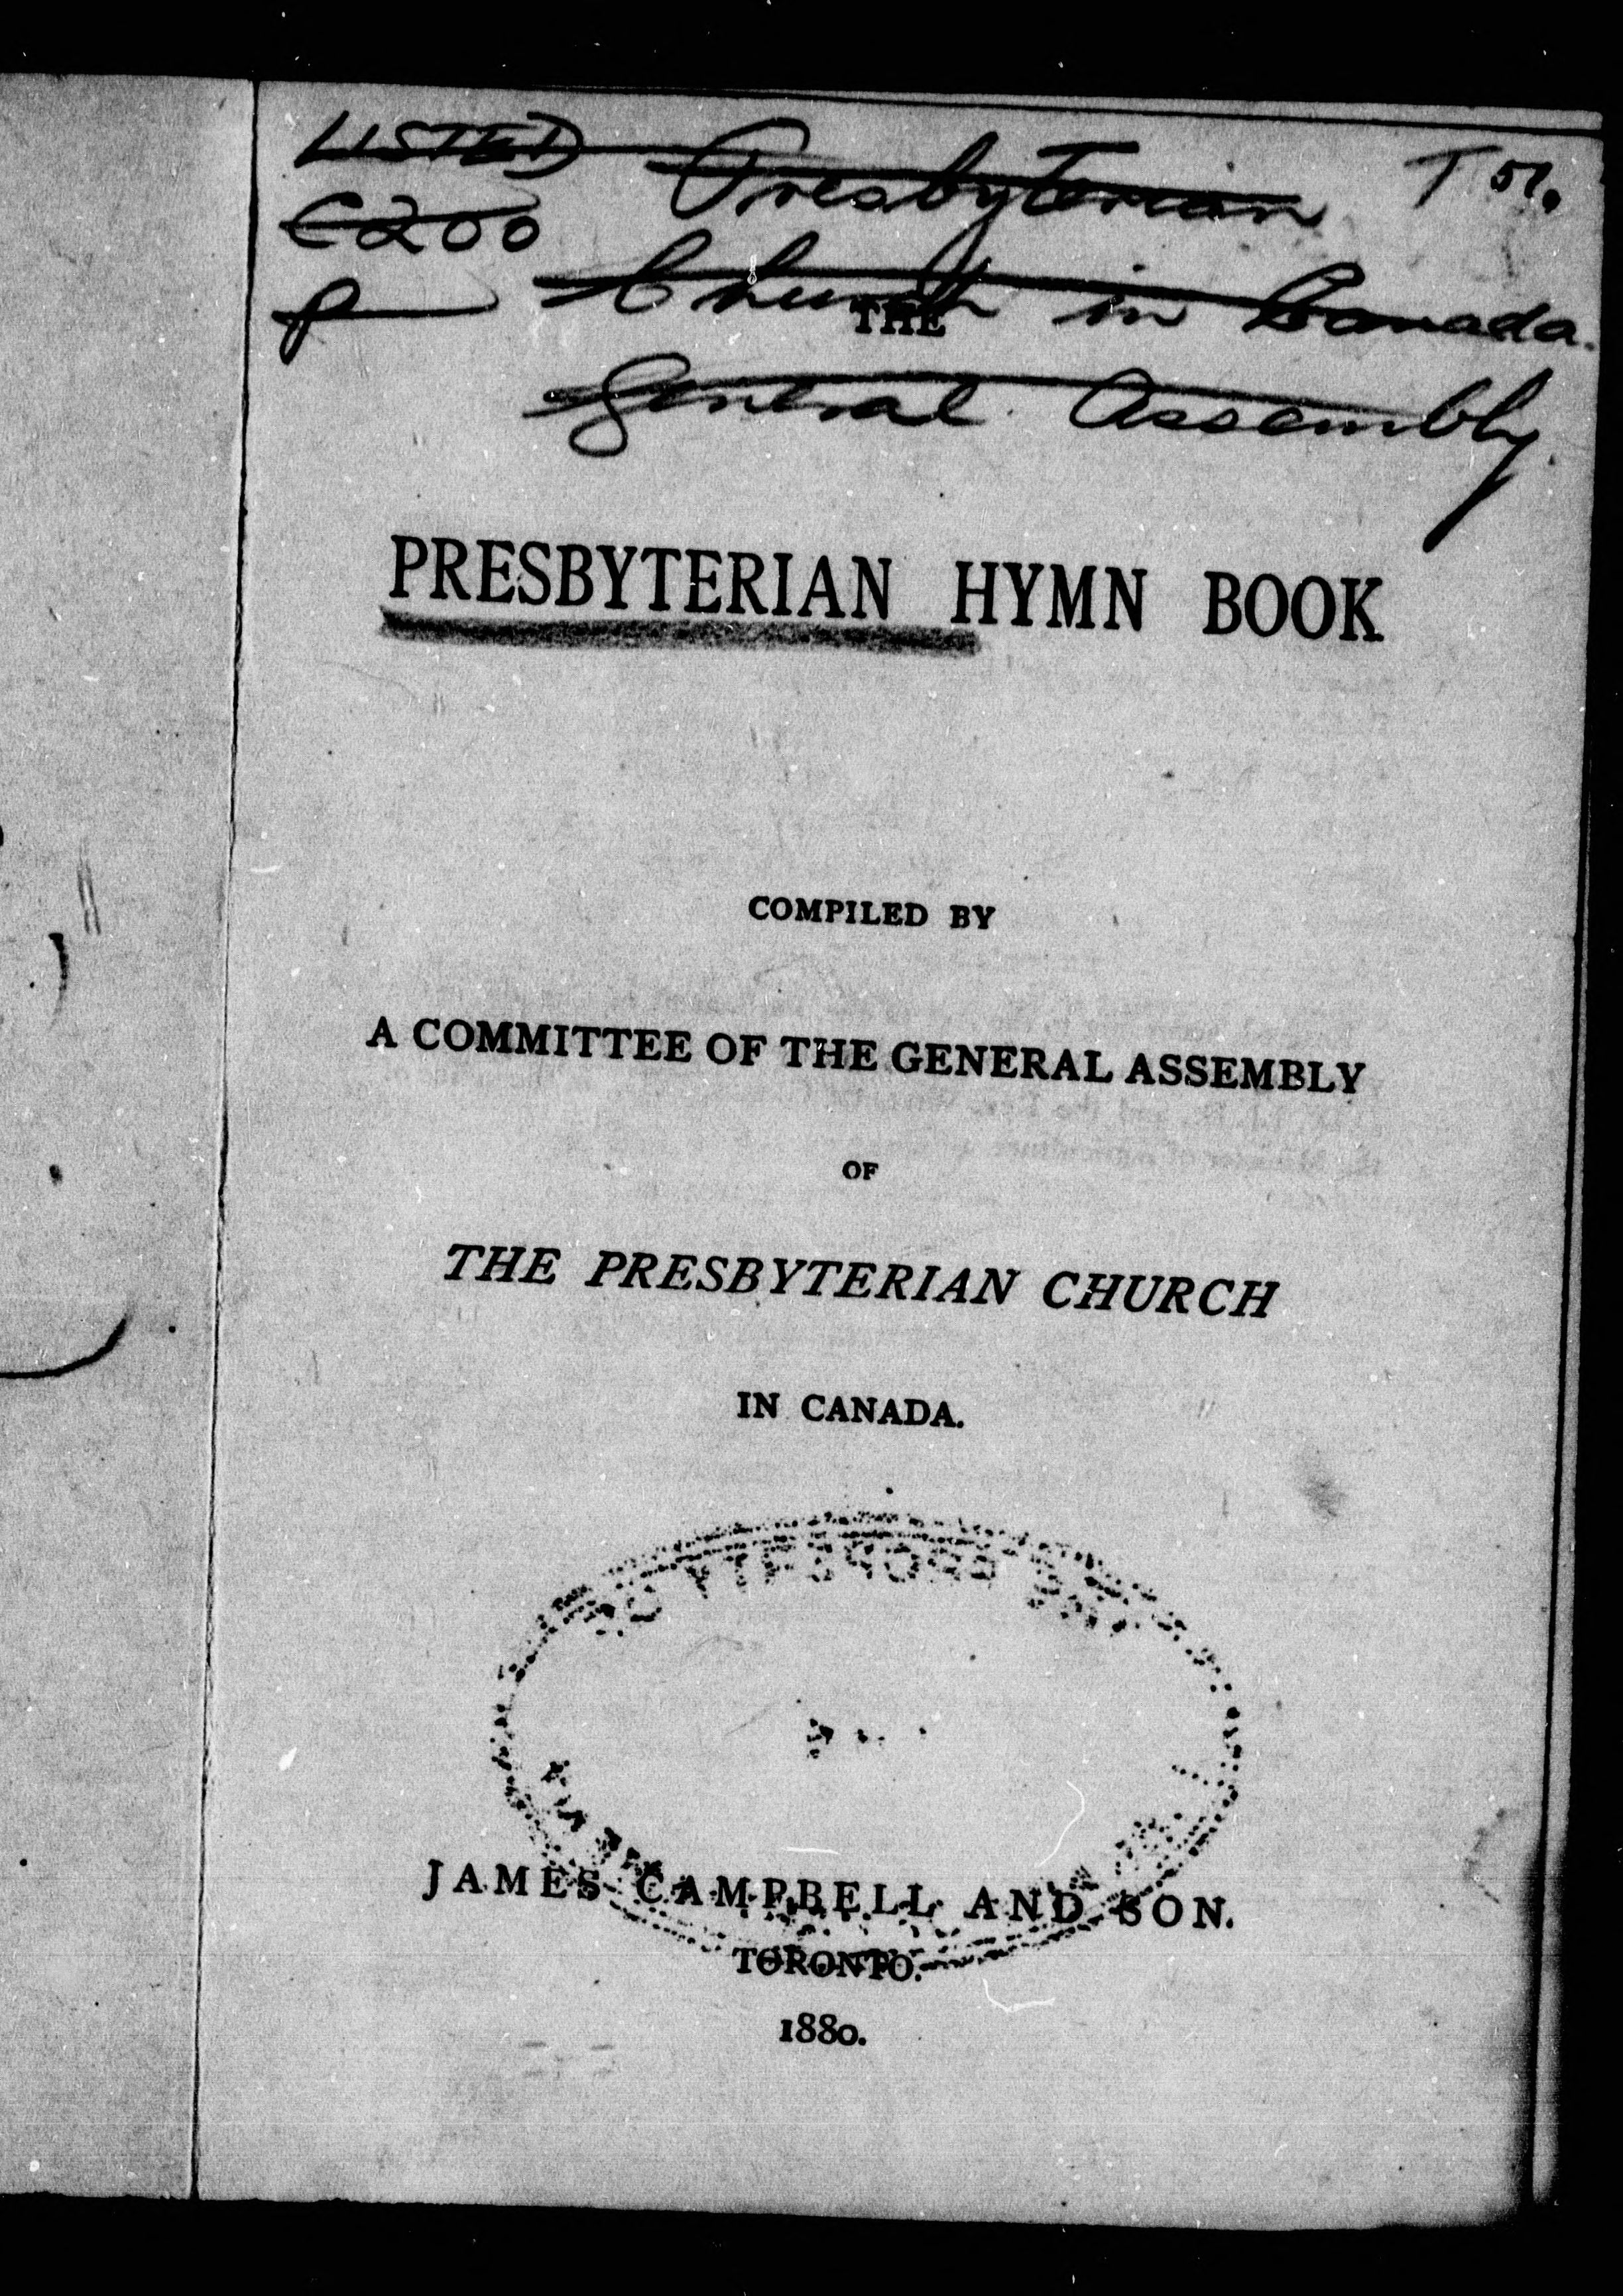 LISTED Presbyterian T 51.
C200
P Church in Canada.
THE
General Assembly
PRESBYTERIAN HYMN BOOK
COMPILED BY
A COMMITTEE OF THE GENERAL ASSEMBLY
OF
THE PRESBYTERIAN CHURCH
IN CANADA.
JAMES CAMPBELL AND SON.
TORONTO.
1880.